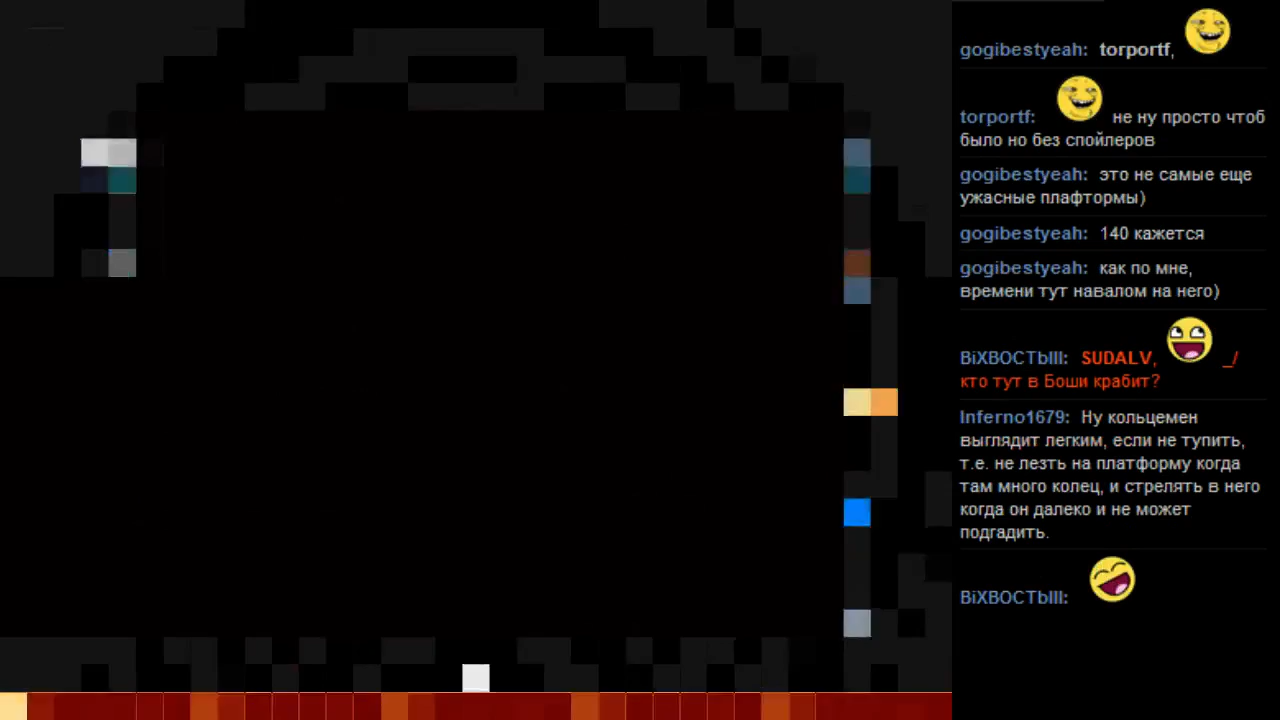 gogibestyeah: torportf,
torportf: не ну просто чтоб
было но без спойлеров
gogibestyeah: это не самые еще
ужасные плафтормы)
gogibestyeah: 140 кажется
gogibestyeah: как по мне,
времени тут навалом на него)
BiXBOCTbIII: SUDALV, _/
кто тут в Боши крабит?
Inferno1679: Ну кольцемен
выглядит легким, если не тупить,
т.е. не лезть на платформу когда
там много колец, и стрелять в него
когда он далеко и не может
подгадить.
BiXBOCTbIII: